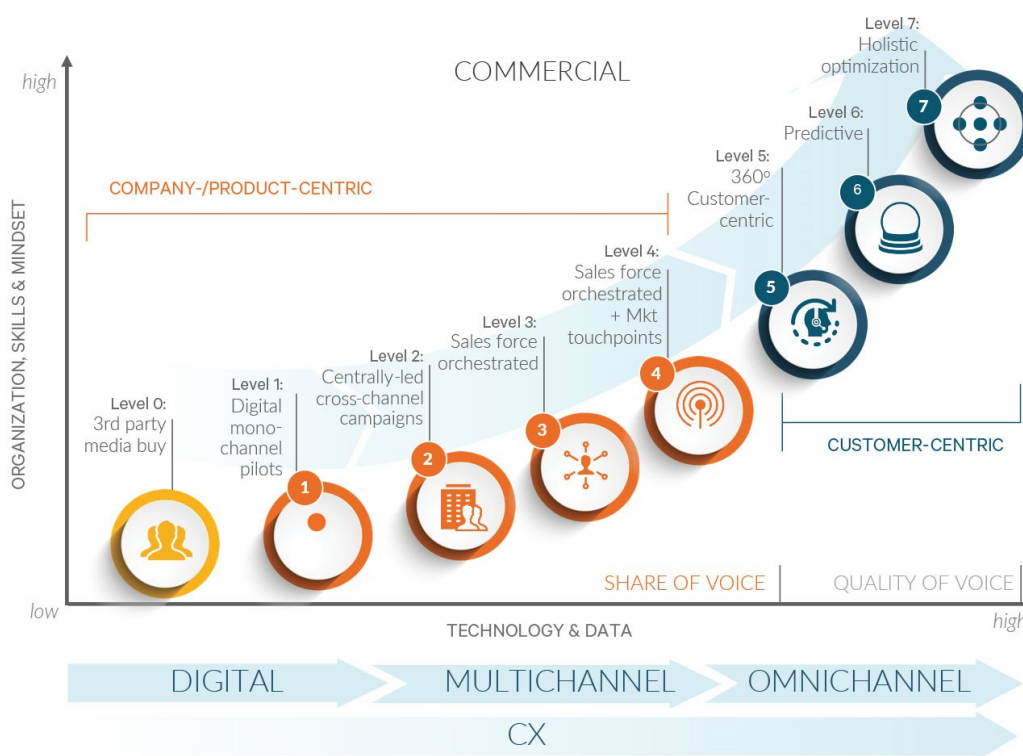 COMMERCIAL
high
ORGANIZATION, SKILLS & MINDSET
low
COMPANY-/PRODUCT-CENTRIC
Level 0:
3rd party
media buy
Level 1:
Digital
mono-
channel
pilots
1
Level 2:
Centrally-led
cross-channel
campaigns
2
Level 3:
Sales force
orchestrated
3
Level 4:
Sales force
orchestrated
+ Mkt
touchpoints
4
Level 5:
360º
Customer-
centric
5
Level 6:
Predictive
6
Level 7:
Holistic
optimization
7
CUSTOMER-CENTRIC
SHARE OF VOICE
QUALITY OF VOICE
TECHNOLOGY & DATA
high
DIGITAL
MULTICHANNEL
OMNICHANNEL
CX